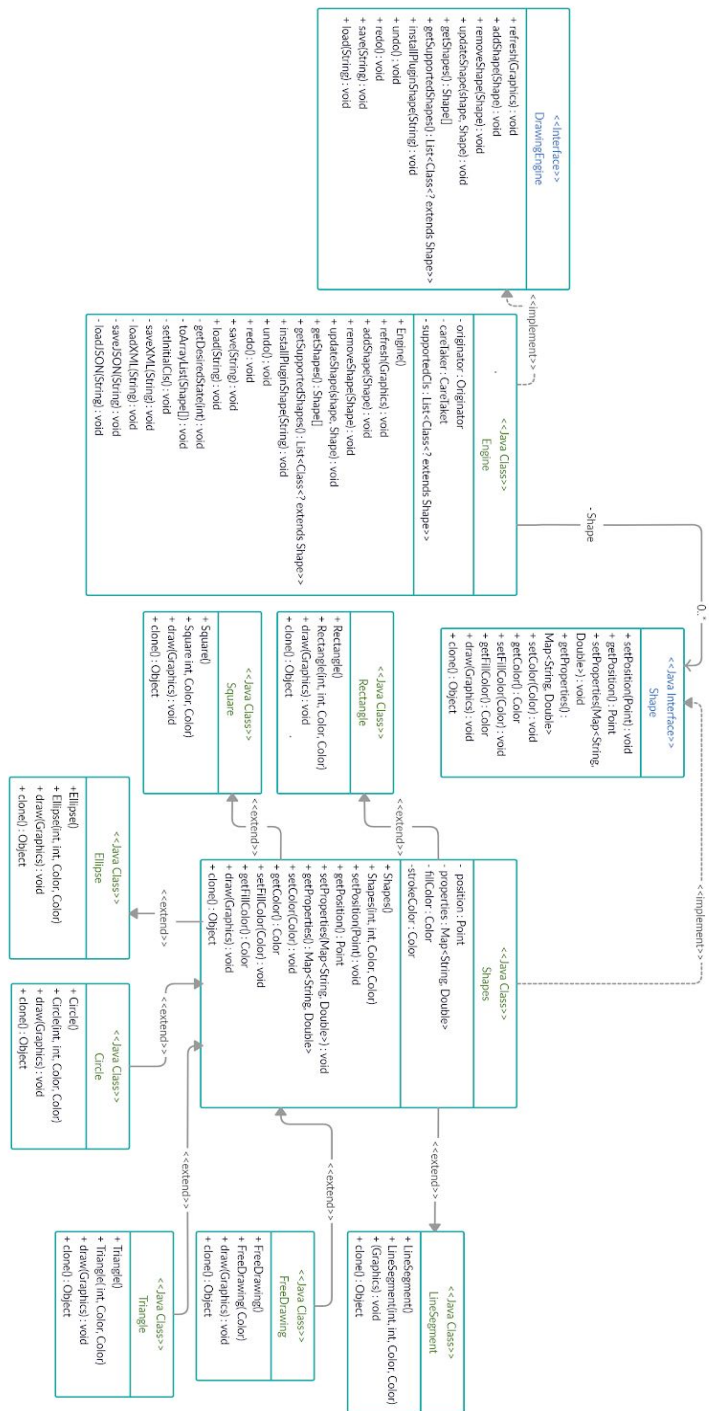 <<Interface>>
DrawingEngine
+ refresh(Graphics) : void
+ addShape(Shape) : void
+ removeShape(Shape) : void
+ updateShape(shape, Shape) : void
+ getShapes() : Shape[]
+ getSupportedShapes() : List<Class<? extends Shape>>
+ installPluginShape(String) : void
+ undo() : void
+ redo() : void
+ save(String) : void
+ load(String) : void
<<implement>>
<<Java Class>>
Engine
- originator : Originator
- careTaker : CareTaket
- supportedCls : List<Class<? extends Shape>>
+ Engine()
+ refresh(Graphics) : void
+ addShape(Shape) : void
+ removeShape(Shape) : void
+ updateShape(shape, Shape) : void
+ getShapes() : Shape[]
+ getSupportedShapes() : List<Class<? extends Shape>>
+ installPluginShape(String) : void
+ undo() : void
+ redo() : void
+ save(String) : void
+ load(String) : void
- getDesiredState(int) : void
- toArrayList(Shape[]) : void
- setInitialCls() : void
- saveXML(String) : void
- loadXML(String) : void
- saveJSON(String) : void
- loadJSON(String) : void
- Shape
0..*
<<Java Interface>>
Shape
+ setPosition(Point) : void
+ getPosition() : Point
+ setProperties(Map<String,
Double>) : void
+ getProperties() :
Map<String, Double>
+ setColor(Color) : void
+ getColor() : Color
+ setFillColor(Color) : void
+ getFillColor() : Color
+ draw(Graphics) : void
+ clone() : Object
<<implement>>
<<Java Class>>
Rectangle
+ Rectangle()
+ Rectangle(int, int, Color, Color)
+ draw(Graphics) : void
+ clone() : Object
<<extend>>
<<Java Class>>
Square
+ Square()
+ Square int, Color, Color)
+ draw(Graphics) : void
+ clone() : Object
<<extend>>
<<Java Class>>
Shapes
- position : Point
- properties : Map<String, Double>
- fillColor : Color
-strokeColor : Color
+ Shapes()
+ Shapes(int, int, Color, Color)
+ setPosition(Point) : void
+ getPosition() : Point
+ setProperties(Map<String, Double>) : void
+ getProperties() : Map<String, Double>
+ setColor(Color) : void
+ getColor() : Color
+ setFillColor(Color) : void
+ getFillColor() : Color
+ draw(Graphics) : void
+ clone() : Object
<<extend>>
<<Java Class>>
Ellipse
+Ellipse()
+ Ellipse(int, int, Color, Color)
+ draw(Graphics) : void
+ clone() : Object
<<extend>>
<<Java Class>>
Circle
+ Circle()
+ Circle(int, int, Color, Color)
+ draw(Graphics) : void
+ clone() : Object
<<extend>>
<<Java Class>>
LineSegment
+ LineSegment()
+ LineSegment(int, int, Color, Color)
+ (Graphics) : void
+ clone() : Object
<<extend>>
<<Java Class>>
FreeDrawing
+ FreeDrawing()
+ FreeDrawing( Color)
+ draw(Graphics) : void
+ clone() : Object
<<extend>>
<<Java Class>>
Triangle
+ Triangle()
+ Triangle( int, Color, Color)
+ draw(Graphics) : void
+ clone() : Object